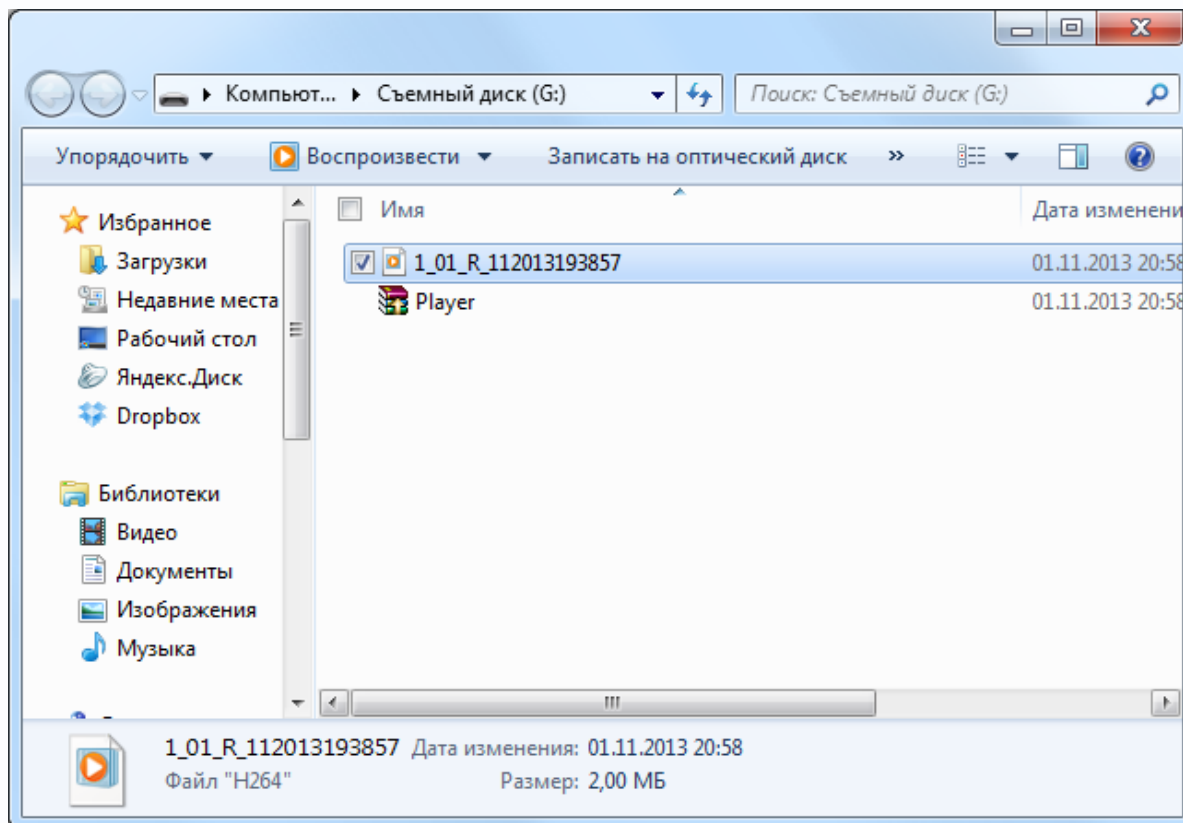 Компьют... Съемный диск (G:) Поиск: Съемный диск (G:)
Упорядочить Воспроизвести Записать на оптический диск »
Избранное
Загрузки
Недавние места
Рабочий стол
Яндекс.Диск
Dropbox
Библиотеки
Видео
Документы
Изображения
Музыка
Имя Дата изменени
1_01_R_112013193857 01.11.2013 20:58
Player 01.11.2013 20:58
1_01_R_112013193857 Дата изменения: 01.11.2013 20:58
Файл "H264" Размер: 2,00 МБ